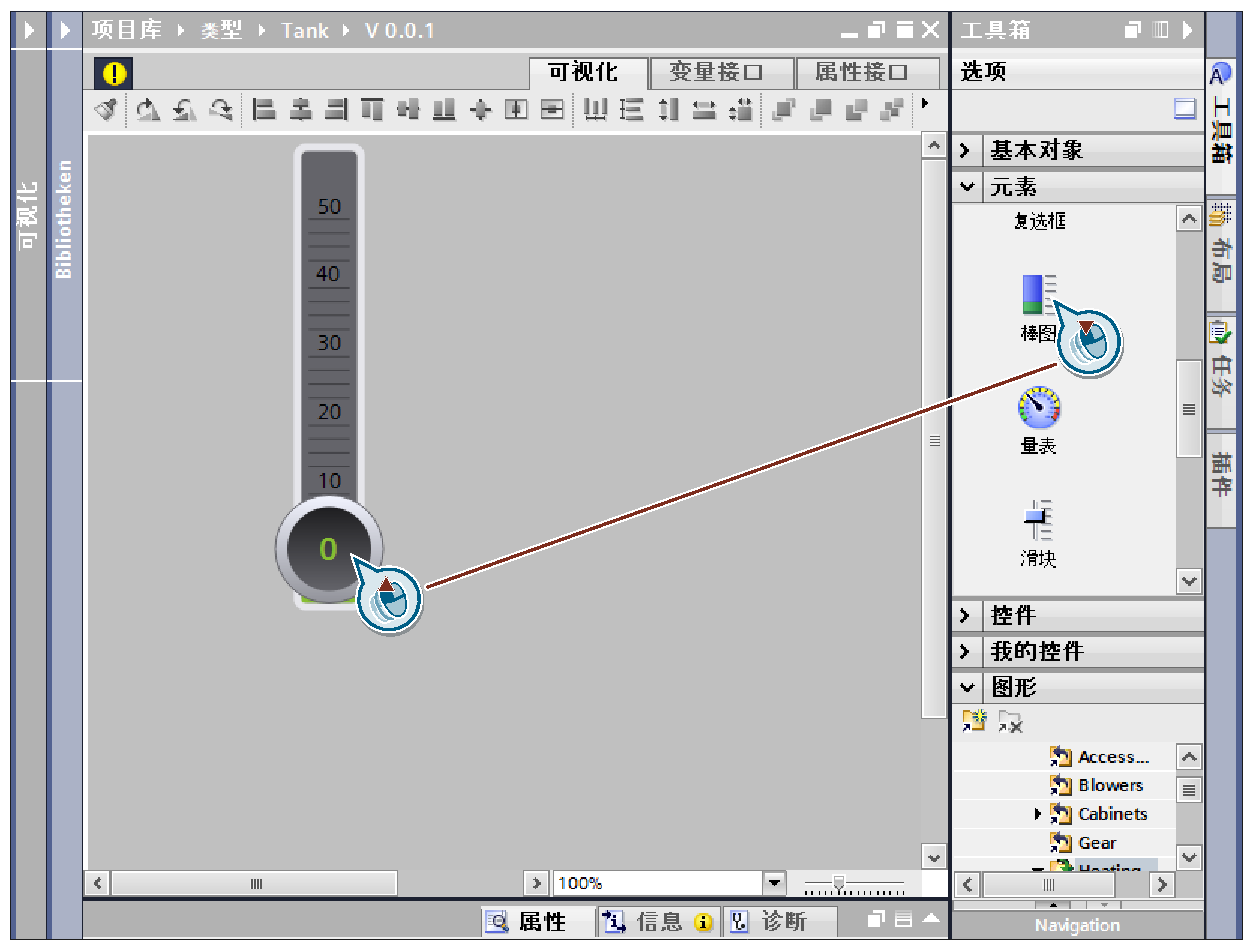 项目库 类型 Tank V 0.0.1
工具箱
可视化 变量接口 属性接口
选项
可视化
Bibliotheken
基本对象
元素
复选框
棒图
量表
滑块
50
40
30
20
10
0
控件
我的控件
图形
Access...
Blowers
Cabinets
Gear
Heating
100%
属性 信息 诊断
Navigation
工具箱
布局
任务
插件